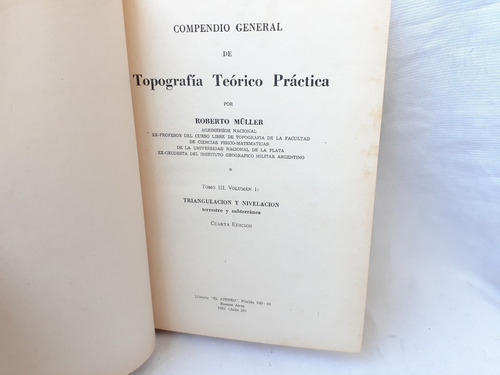 COMPENDIO GENERAL
DE
Topografía Teórico Práctica
POR
ROBERTO MÜLLER
AGRIMENSOR NACIONAL
EX-PROFESOR DEL CURSO LIBRE DE TOPOGRAFIA DE LA FACULTAD
DE CIENCIAS FISICO-MATEMATICAS
DE LA UNIVERSIDAD NACIONAL DE LA PLATA
EX-GEODESTA DEL INSTITUTO GEOGRAFICO MILITAR ARGENTINO
TOMO III, VOLUMÁN 1:
TRIANGULACION Y NIVELACION
terrestre y subterránea
CUARTA EDICION
Librería "EL ATENEO", Florida
Buenos Aires